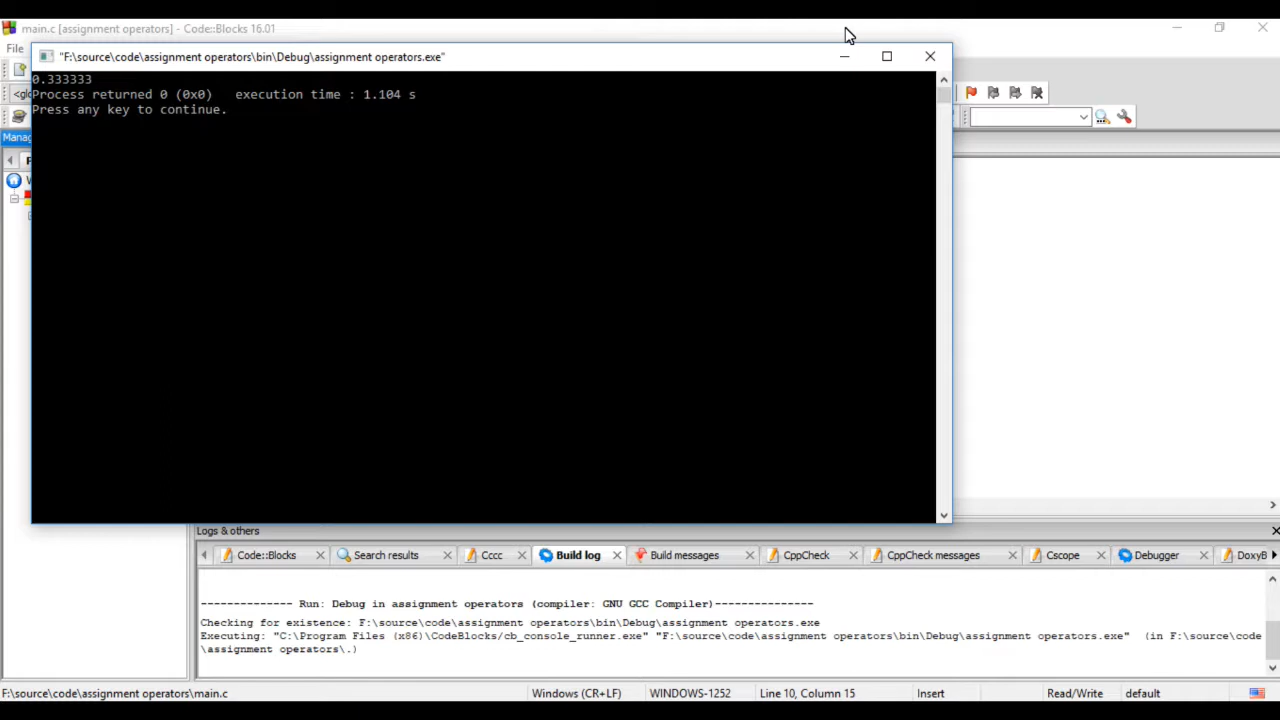 main.c [assignment operators] - Code::Blocks 16.01
File
"F:\source\code\assignment operators\bin\Debug\assignment operators.exe"
0.333333
Process returned 0 (0x0)   execution time : 1.104 s
Press any key to continue.
<glo
Manag
Logs & others
Code::Blocks
Search results
Cccc
Build log
Build messages
CppCheck
CppCheck messages
Cscope
Debugger
DoxyB
-------------- Run: Debug in assignment operators (compiler: GNU GCC Compiler)---------------
Checking for existence: F:\source\code\assignment operators\bin\Debug\assignment operators.exe
Executing: "C:\Program Files (x86)\CodeBlocks/cb_console_runner.exe" "F:\source\code\assignment operators\bin\Debug\assignment operators.exe"  (in F:\source\code
\assignment operators\.)
F:\source\code\assignment operators\main.c
Windows (CR+LF)
WINDOWS-1252
Line 10, Column 15
Insert
Read/Write
default